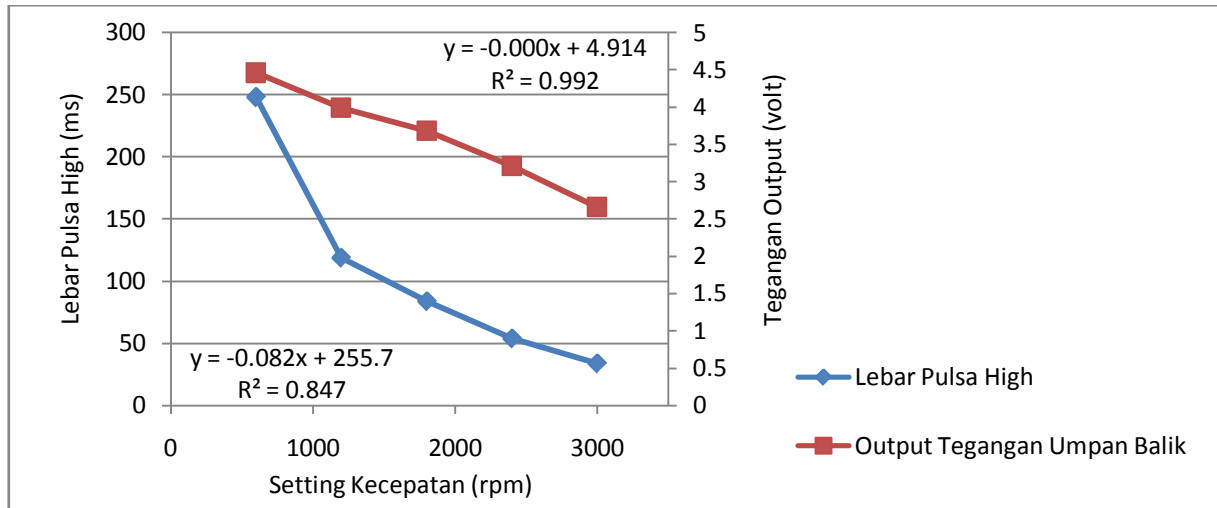 300
250
200
150
100
50
0
Lebar Pulsa High (ms)
y = -0.000x + 4.914
R² = 0.992
y = -0.082x + 255.7
R² = 0.847
5
4.5
4
3.5
3
2.5
2
1.5
1
0.5
0
Tegangan Output (volt)
0 1000 2000 3000
Setting Kecepatan (rpm)
Lebar Pulsa High
Output Tegangan Umpan Balik